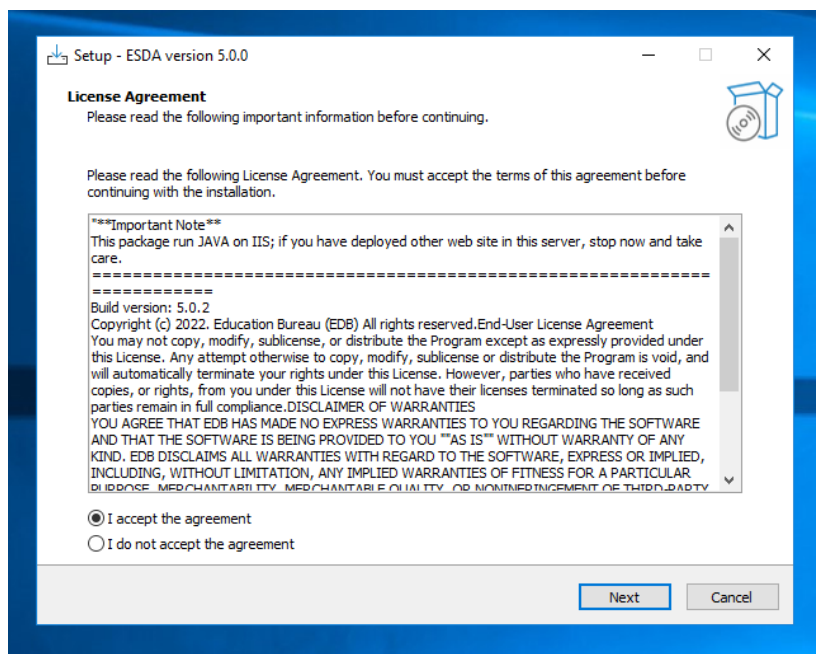 Setup - ESDA version 5.0.0
License Agreement
Please read the following important information before continuing.
Please read the following License Agreement. You must accept the terms of this agreement before
continuing with the installation.
"**Important Note**
This package run JAVA on IIS; if you have deployed other web site in this server, stop now and take
care.
=============================================================
============
Build version: 5.0.2
Copyright (c) 2022. Education Bureau (EDB) All rights reserved.End-User License Agreement
You may not copy, modify, sublicense, or distribute the Program except as expressly provided under
this License. Any attempt otherwise to copy, modify, sublicense or distribute the Program is void, and
will automatically terminate your rights under this License. However, parties who have received
copies, or rights, from you under this License will not have their licenses terminated so long as such
parties remain in full compliance.DISCLAIMER OF WARRANTIES
YOU AGREE THAT EDB HAS MADE NO EXPRESS WARRANTIES TO YOU REGARDING THE SOFTWARE
AND THAT THE SOFTWARE IS BEING PROVIDED TO YOU ""AS IS"" WITHOUT WARRANTY OF ANY
KIND. EDB DISCLAIMS ALL WARRANTIES WITH REGARD TO THE SOFTWARE, EXPRESS OR IMPLIED,
INCLUDING, WITHOUT LIMITATION, ANY IMPLIED WARRANTIES OF FITNESS FOR A PARTICULAR
PURPOSE, MERCHANTABILITY, MERCHANTABLE QUALITY, OR NONINFRINGEMENT OF THIRD-PARTY
I accept the agreement
I do not accept the agreement
Next
Cancel